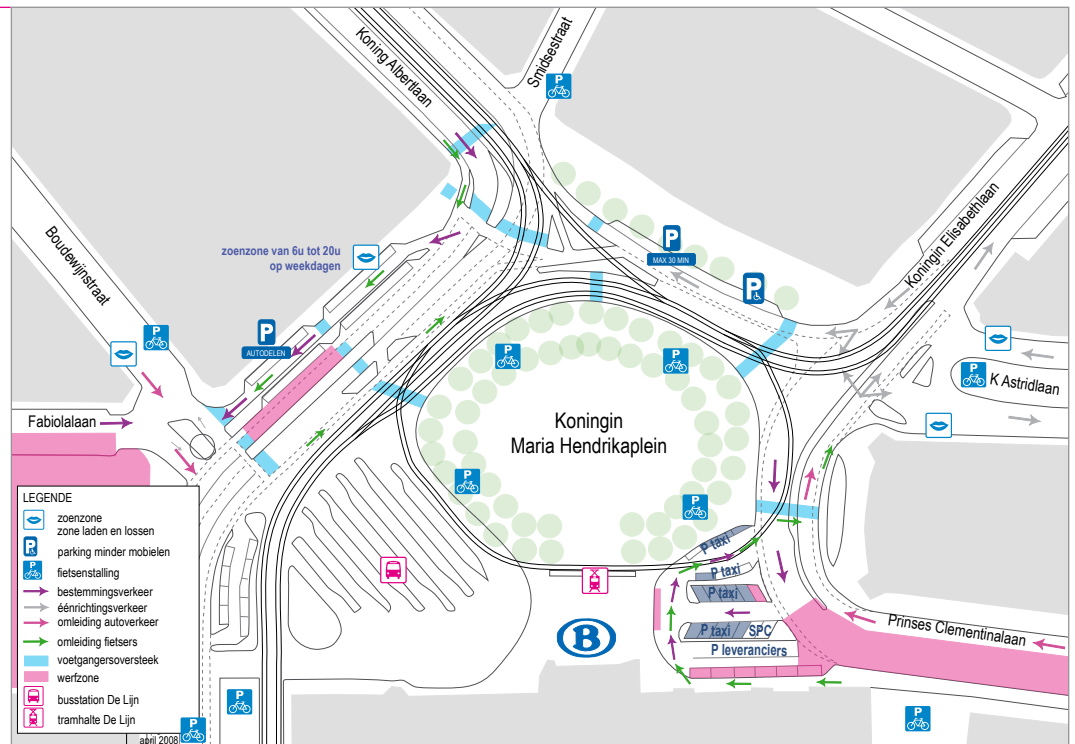 Koning Albertlaan
Smidsestraat
P
Koningin Elisabethlaan
Boudewijnstraat
zoenzone van 6u tot 20u
op weekdagen
P
MAX 30 MIN
P
P
AUTODELEN
P
P
P
P
K Astridlaan
Fabiolalaan
Koningin
Maria Hendrikaplein
P
P
P taxi
P taxi
P taxi
P taxi SPC
P leveranciers
B
Prinses Clementinalaan
LEGENDE
zoenzone
zone laden en lossen
P parking minder mobielen
P fietsenstalling
bestemmingsverkeer
éénrichtingsverkeer
omleiding autoverkeer
omleiding fietsers
voetgangersoversteek
werfzone
busstation De Lijn
tramhalte De Lijn
P
P
P
april 2008